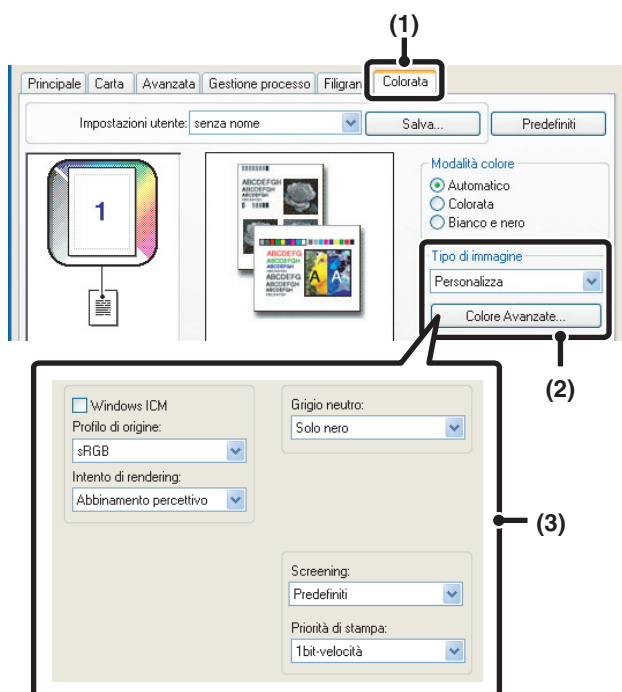 (1)
Principale Carta Avanzata Gestione processo Filigran Colorata
Impostazioni utente: senza nome Salva... Predefiniti
Modalità colore
Automatico
Colorata
Bianco e nero
1
ABCDEFGH
ABCDEFG
A A
Tipo di immagine
Personalizza
Colore Avanzate...
(2)
Windows ICM
Profilo di origine:
sRGB
Intento di rendering:
Abbinamento percettivo
Grigio neutro:
Solo nero
(3)
Screening:
Predefiniti
Priorità di stampa:
1bit-velocità